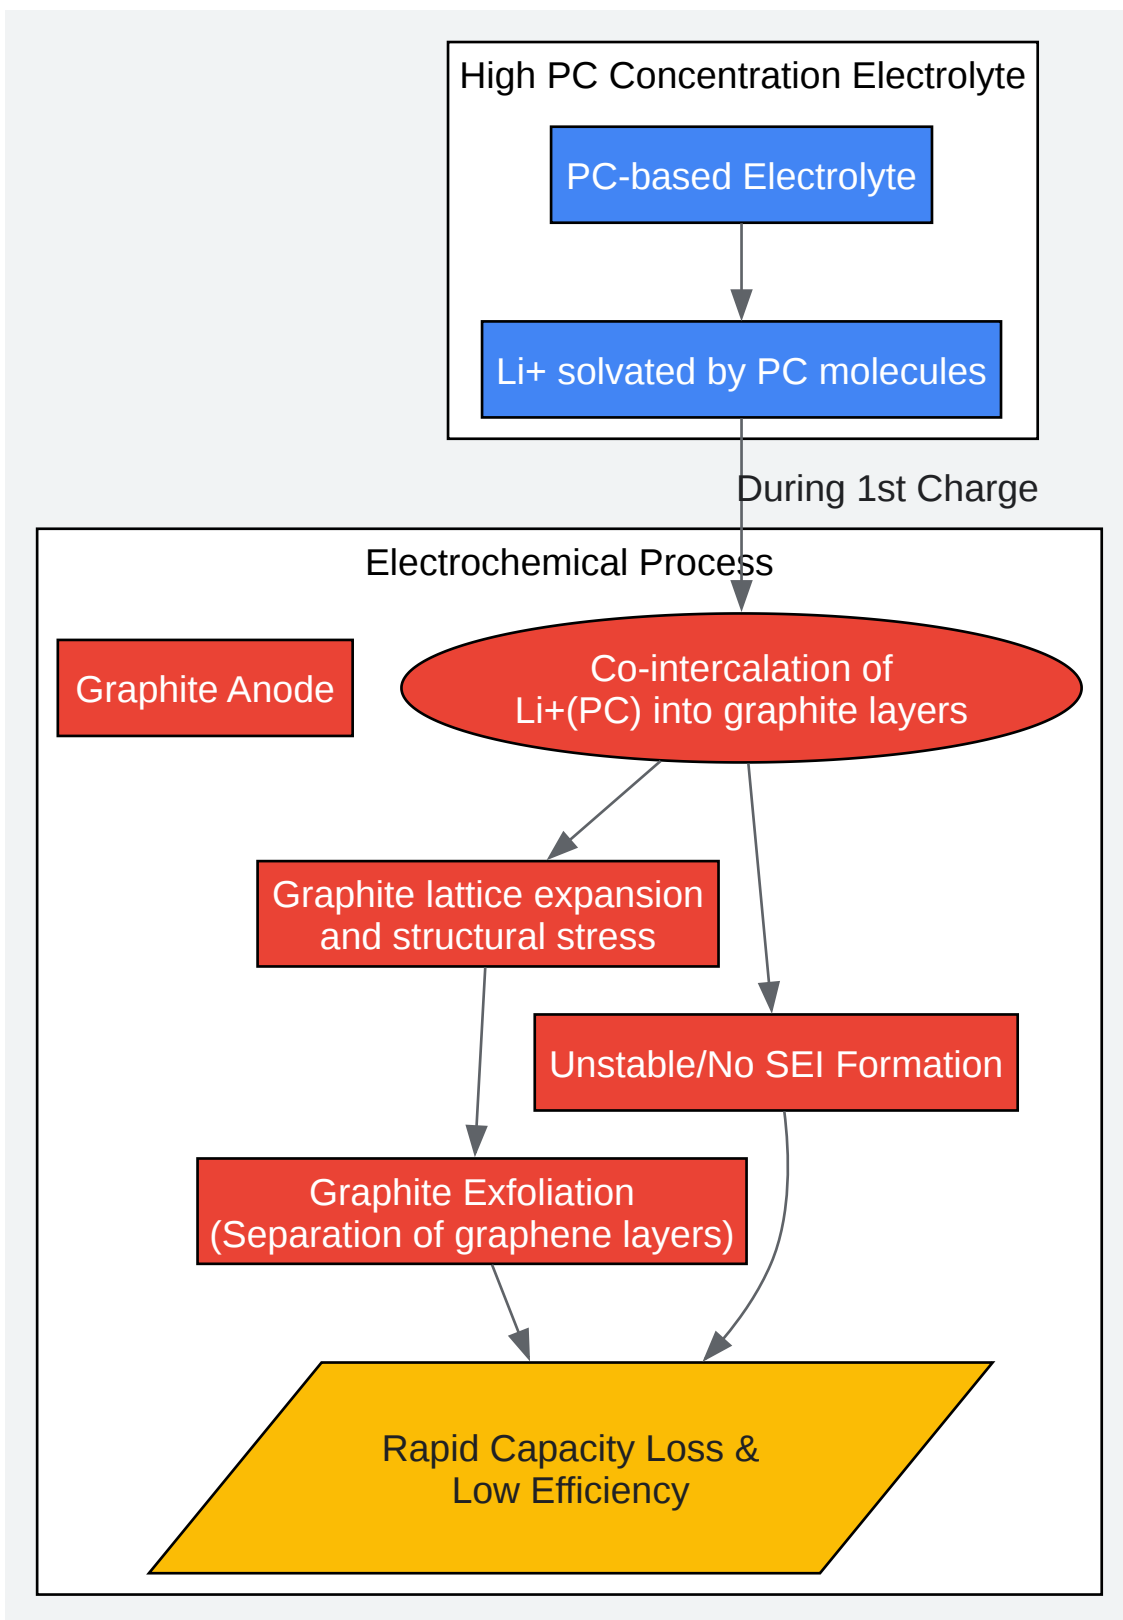 High PC Concentration Electrolyte
PC-based Electrolyte
Li+ solvated by PC molecules
During 1st Charge
Electrochemical Process
Graphite Anode
Co-intercalation of
Li+(PC) into graphite layers
Graphite lattice expansion
and structural stress
Unstable/No SEI Formation
Graphite Exfoliation
(Separation of graphene layers)
Rapid Capacity Loss &
Low Efficiency